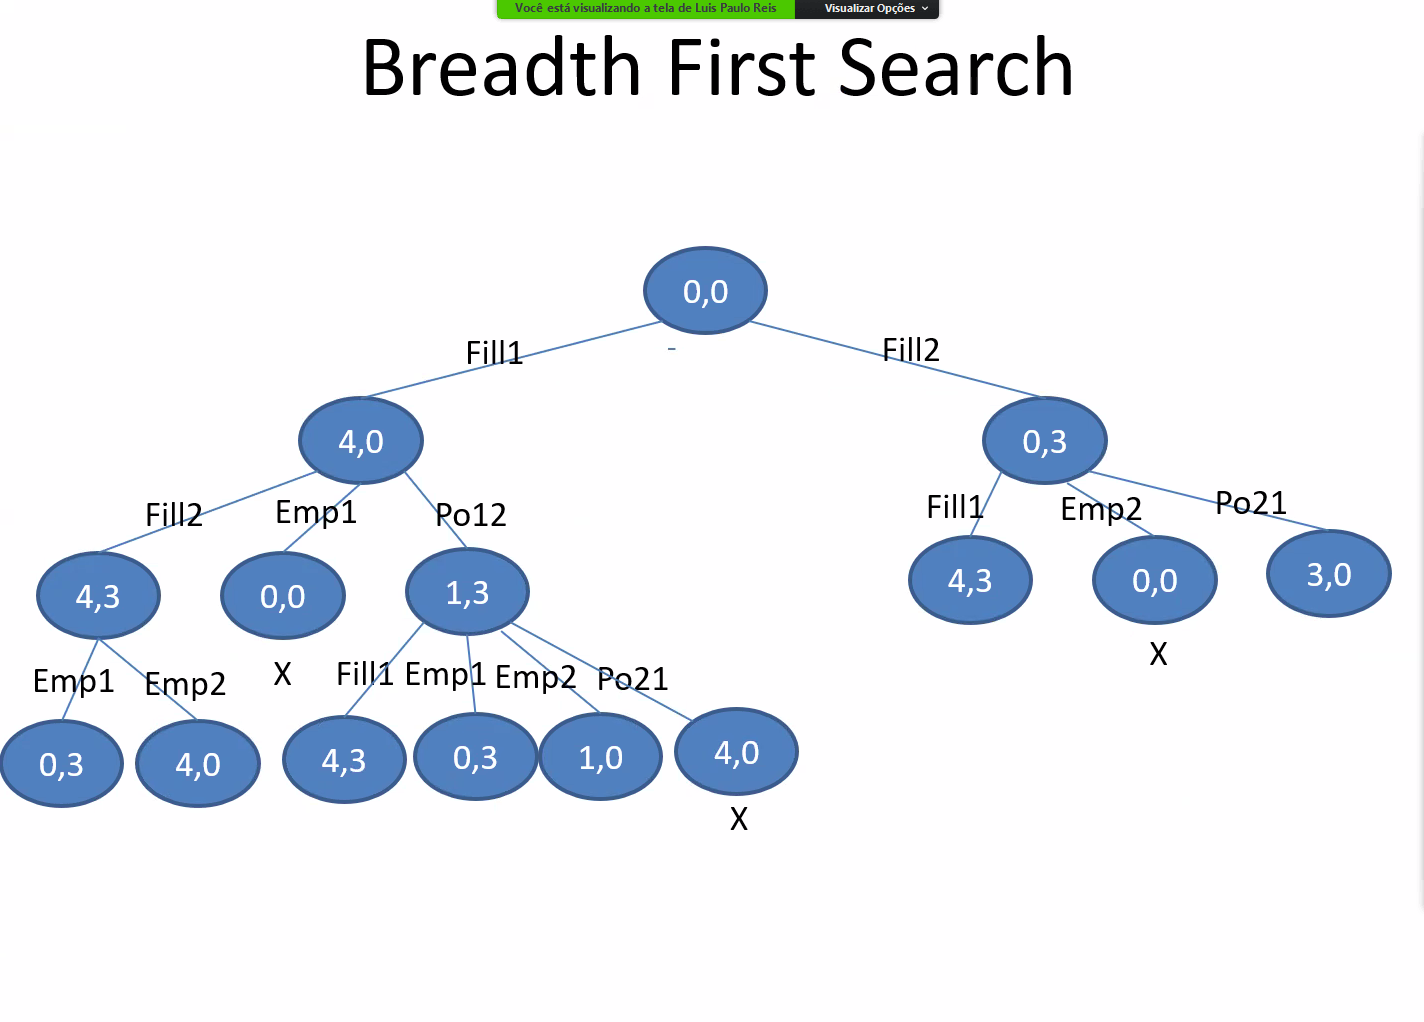 Você está visualizando a tela de Luis Paulo Reis
Visualizar Opções
Breadth First Search
0,0
-
Fill1
Fill2
4,0
0,3
Fill2
Emp1
Po12
Fill1
Emp2
Po21
4,3
0,0
1,3
4,3
0,0
3,0
X
X
Emp1
Emp2
Fill1
Emp1
Emp2
Po21
0,3
4,0
4,3
0,3
1,0
4,0
X